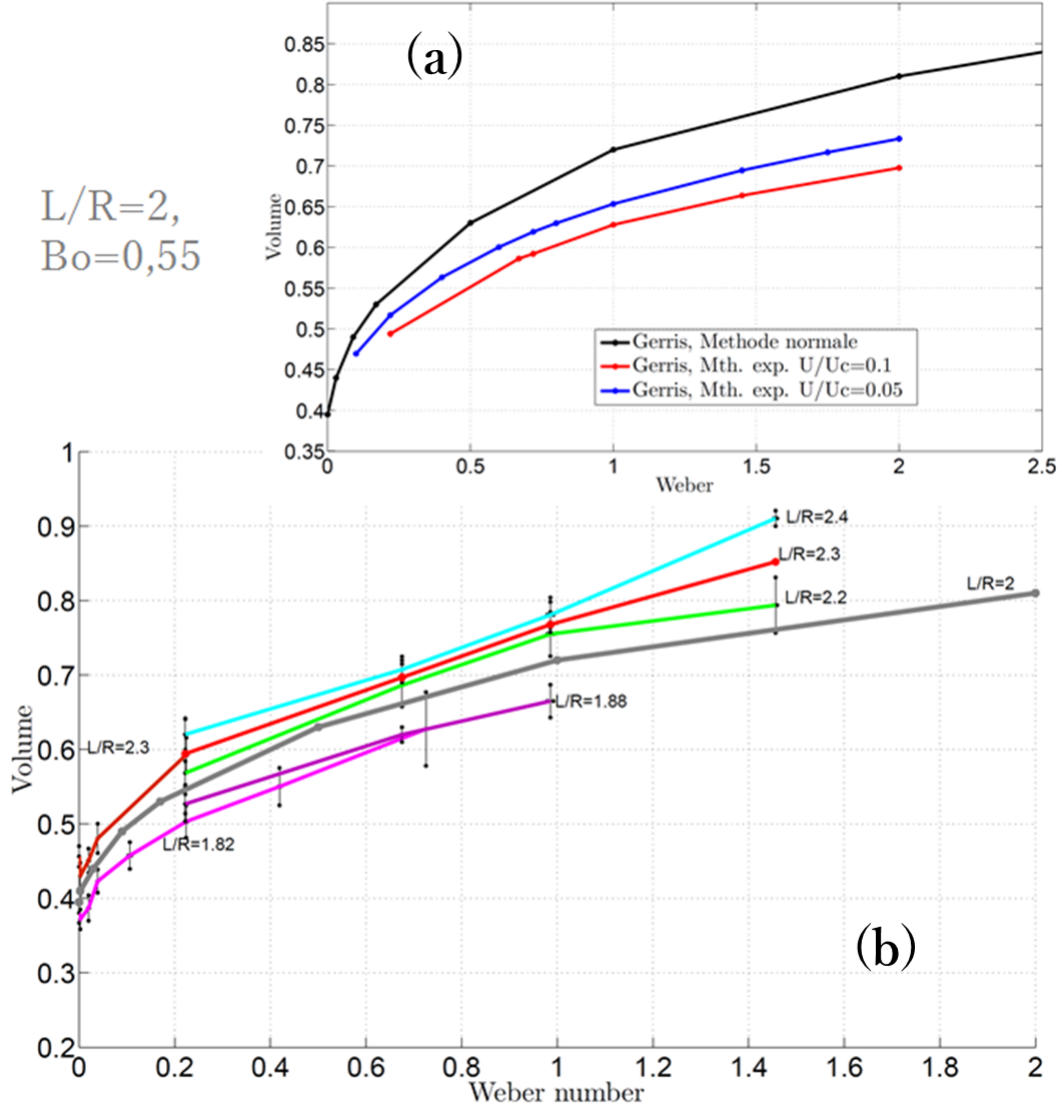 (a)
0.85
0.8
0.75
0.7
0.65
0.6
0.55
0.5
0.45
0.4
0.35
Volume
L/R=2,
Bo=0,55
Gerris, Methode normale
Gerris, Mth. exp. U/Uc=0.1
Gerris, Mth. exp. U/Uc=0.05
0 0.5 1 1.5 2 2.5
Weber
1
0.9
0.8
0.7
0.6
0.5
0.4
0.3
0.2
Volume
L/R=2.4
L/R=2.3
L/R=2.2
L/R=2
L/R=1.88
L/R=2.3
L/R=1.82
(b)
0 0.2 0.4 0.6 0.8 1 1.2 1.4 1.6 1.8 2
Weber number